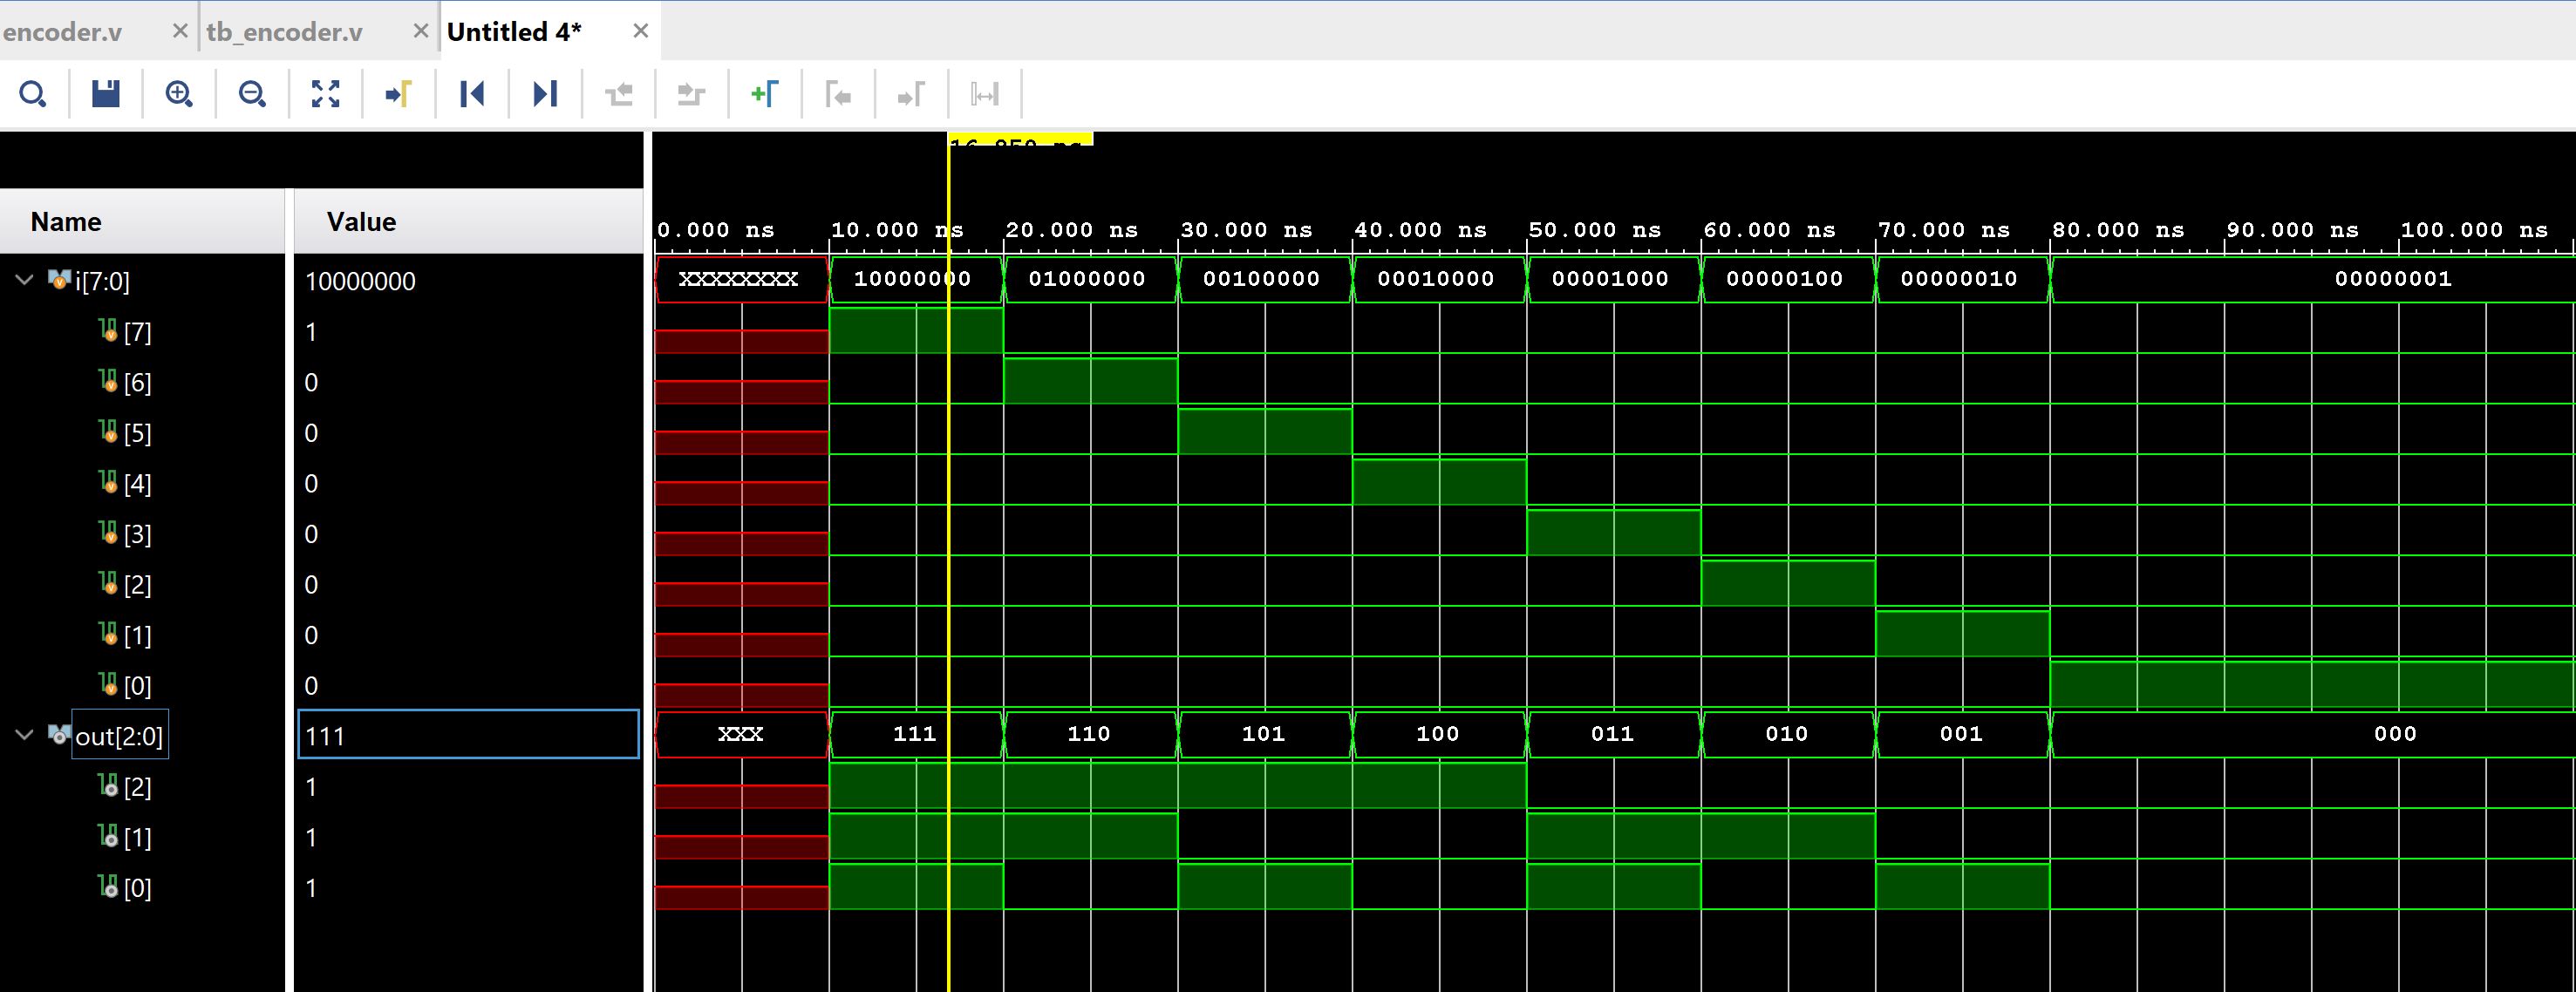 encoder.v tb_encoder.v Untitled 4*
Name Value
0.000 ns 10.000 ns 20.000 ns 30.000 ns 40.000 ns 50.000 ns 60.000 ns 70.000 ns 80.000 ns 90.000 ns 100.000 ns
i[7:0] 10000000 XXXXXXXX 10000000 01000000 00100000 00010000 00001000 00000100 00000010 00000001
[7] 1
[6] 0
[5] 0
[4] 0
[3] 0
[2] 0
[1] 0
[0] 0
out[2:0] 111 XXX 111 110 101 100 011 010 001 000
[2] 1
[1] 1
[0] 1